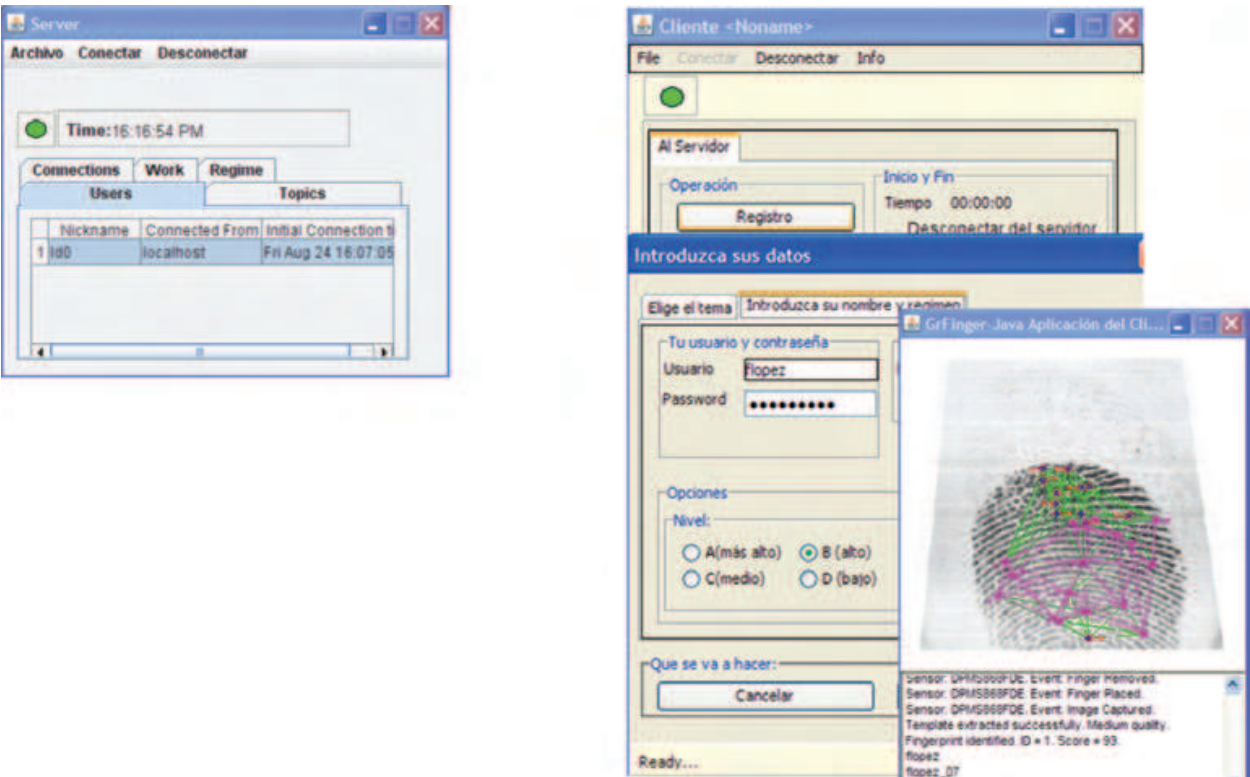 Server
Archivo Conectar Desconectar
Time:16:16:54 PM
Connections Work Regime
Users Topics
Nickname Connected From Initial Connection ti
1 Id0 localhost Fri Aug 24 16:07:05
Cliente <Noname>
File Conectar Desconectar Info
Al Servidor
Operación
Registro
Inicio y Fin
Tiempo 00:00:00
Desconectar del servidor
Introduzca sus datos
Elige el tema Introduzca su nombre y regimen
Tu usuario y contraseña
Usuario flopez
Password •••••••••
Opciones
Nivel:
A(más alto) B (alto)
C(medio) D (bajo)
Que se va a hacer:
Cancelar
Ready...
GrFinger-Java Aplicación del Cli...
Sensor: Event: Finger Removed.
Sensor: Event: Finger Placed.
Sensor: Event: Image Captured.
Template extracted successfully. Medium quality.
Fingerprint identified. ID = 1. Score = 93.
flopez
flopez_07